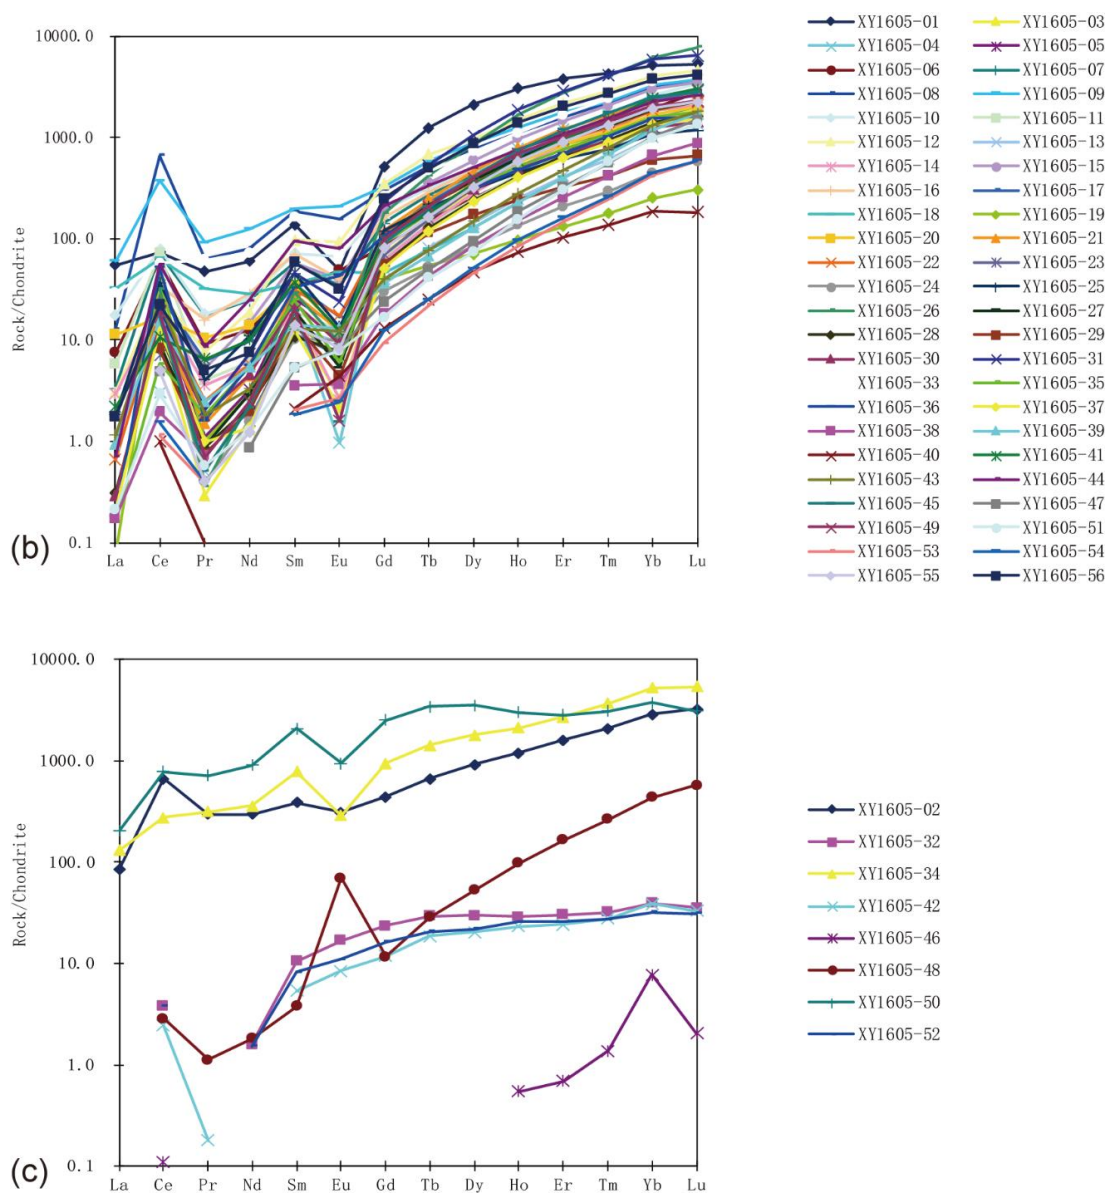 (b)
Rock/Chondrite
10000.0
1000.0
100.0
10.0
1.0
0.1
La Ce Pr Nd Sm Eu Gd Tb Dy Ho Er Tm Yb Lu
XY1605-01 XY1605-03
XY1605-04 XY1605-05
XY1605-06 XY1605-07
XY1605-08 XY1605-09
XY1605-10 XY1605-11
XY1605-12 XY1605-13
XY1605-14 XY1605-15
XY1605-16 XY1605-17
XY1605-18 XY1605-19
XY1605-20 XY1605-21
XY1605-22 XY1605-23
XY1605-24 XY1605-25
XY1605-26 XY1605-27
XY1605-28 XY1605-29
XY1605-30 XY1605-31
XY1605-33 XY1605-35
XY1605-36 XY1605-37
XY1605-38 XY1605-39
XY1605-40 XY1605-41
XY1605-43 XY1605-44
XY1605-45 XY1605-47
XY1605-49 XY1605-51
XY1605-53 XY1605-54
XY1605-55 XY1605-56
(c)
Rock/Chondrite
10000.0
1000.0
100.0
10.0
1.0
0.1
La Ce Pr Nd Sm Eu Gd Tb Dy Ho Er Tm Yb Lu
XY1605-02
XY1605-32
XY1605-34
XY1605-42
XY1605-46
XY1605-48
XY1605-50
XY1605-52